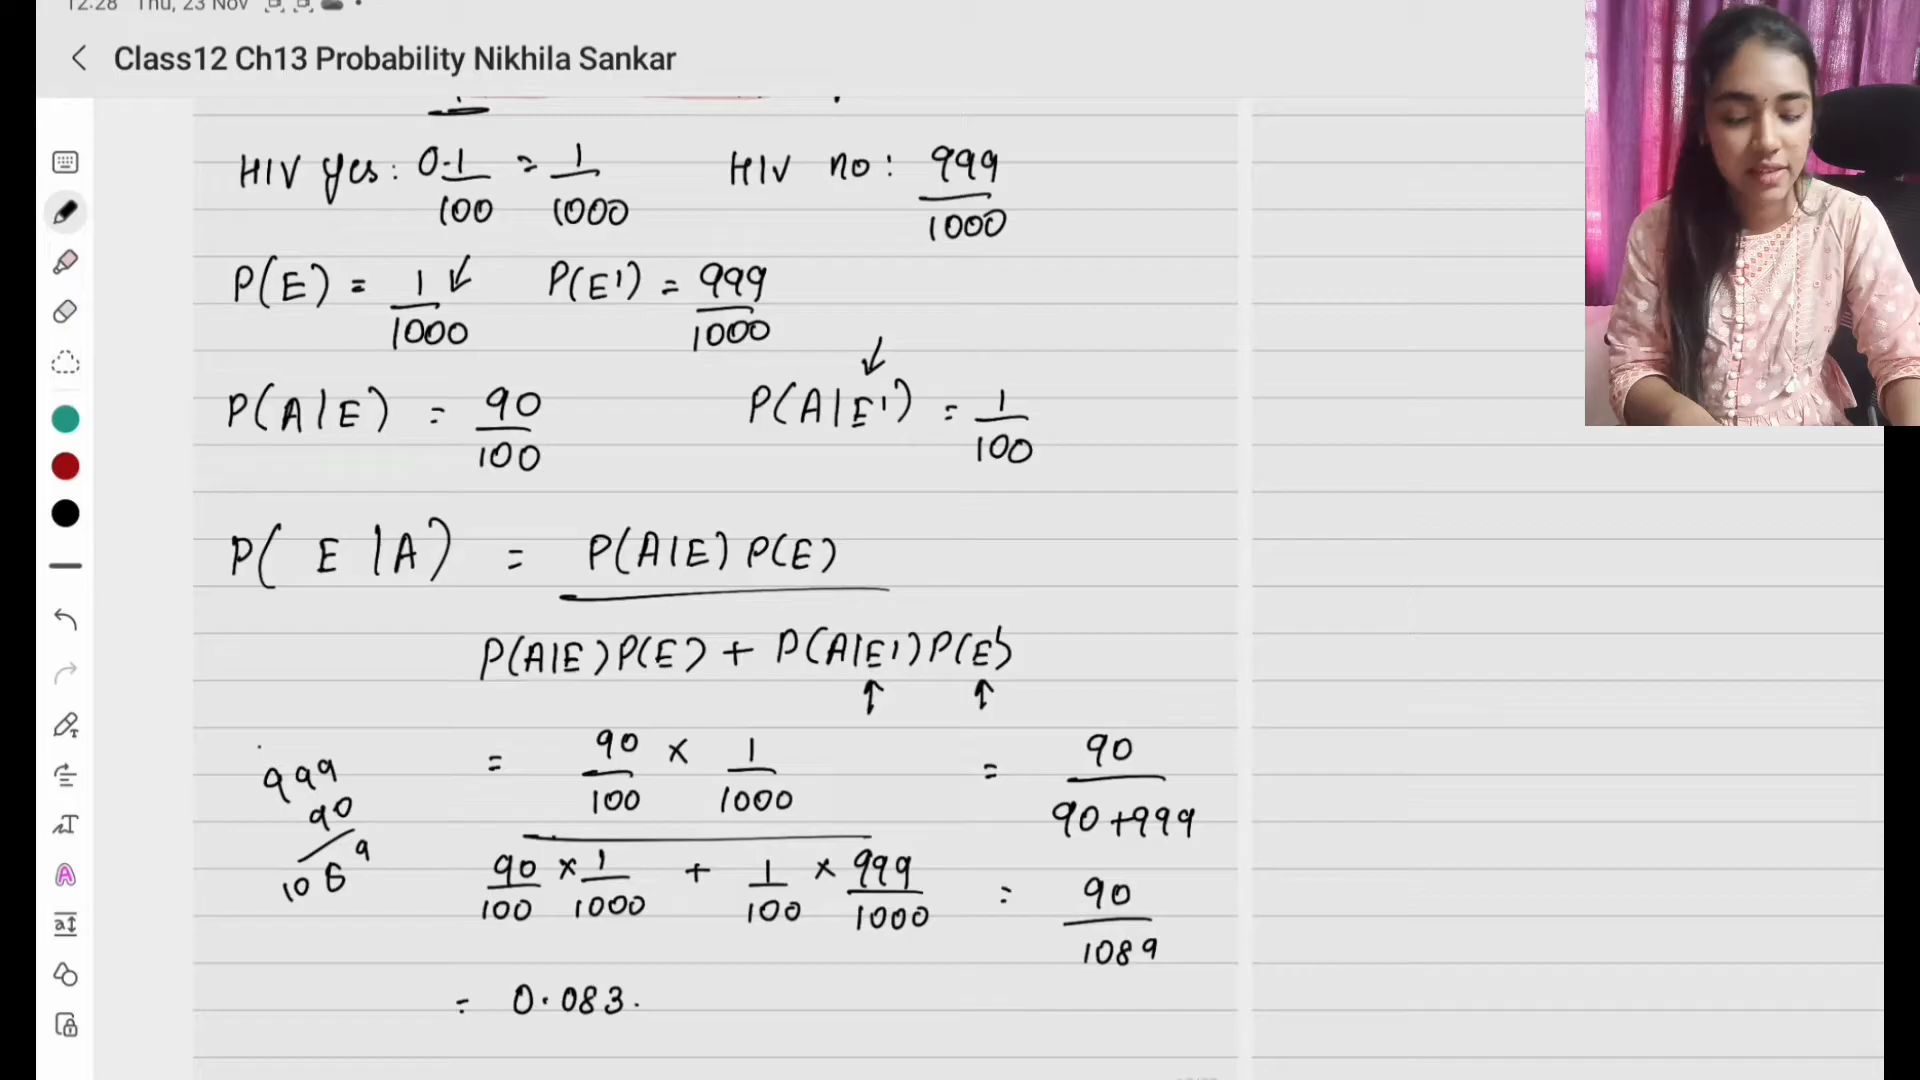 12:28 Thu, 23 Nov
Class12 Ch13 Probability Nikhila Sankar
HIV yes: 0.1/100 = 1/1000 HIV no: 999/1000
P(E) = 1/1000 P(E') = 999/1000
P(A|E) = 90/100 P(A|E') = 1/100
P(E|A) = P(A|E) P(E)
P(A|E)P(E) + P(A|E')P(E')
= 90/100 × 1/1000 = 90/90+999
90/100 × 1/1000 + 1/100 × 999/1000 = 90/1089
999
90
1089
= 0.083.